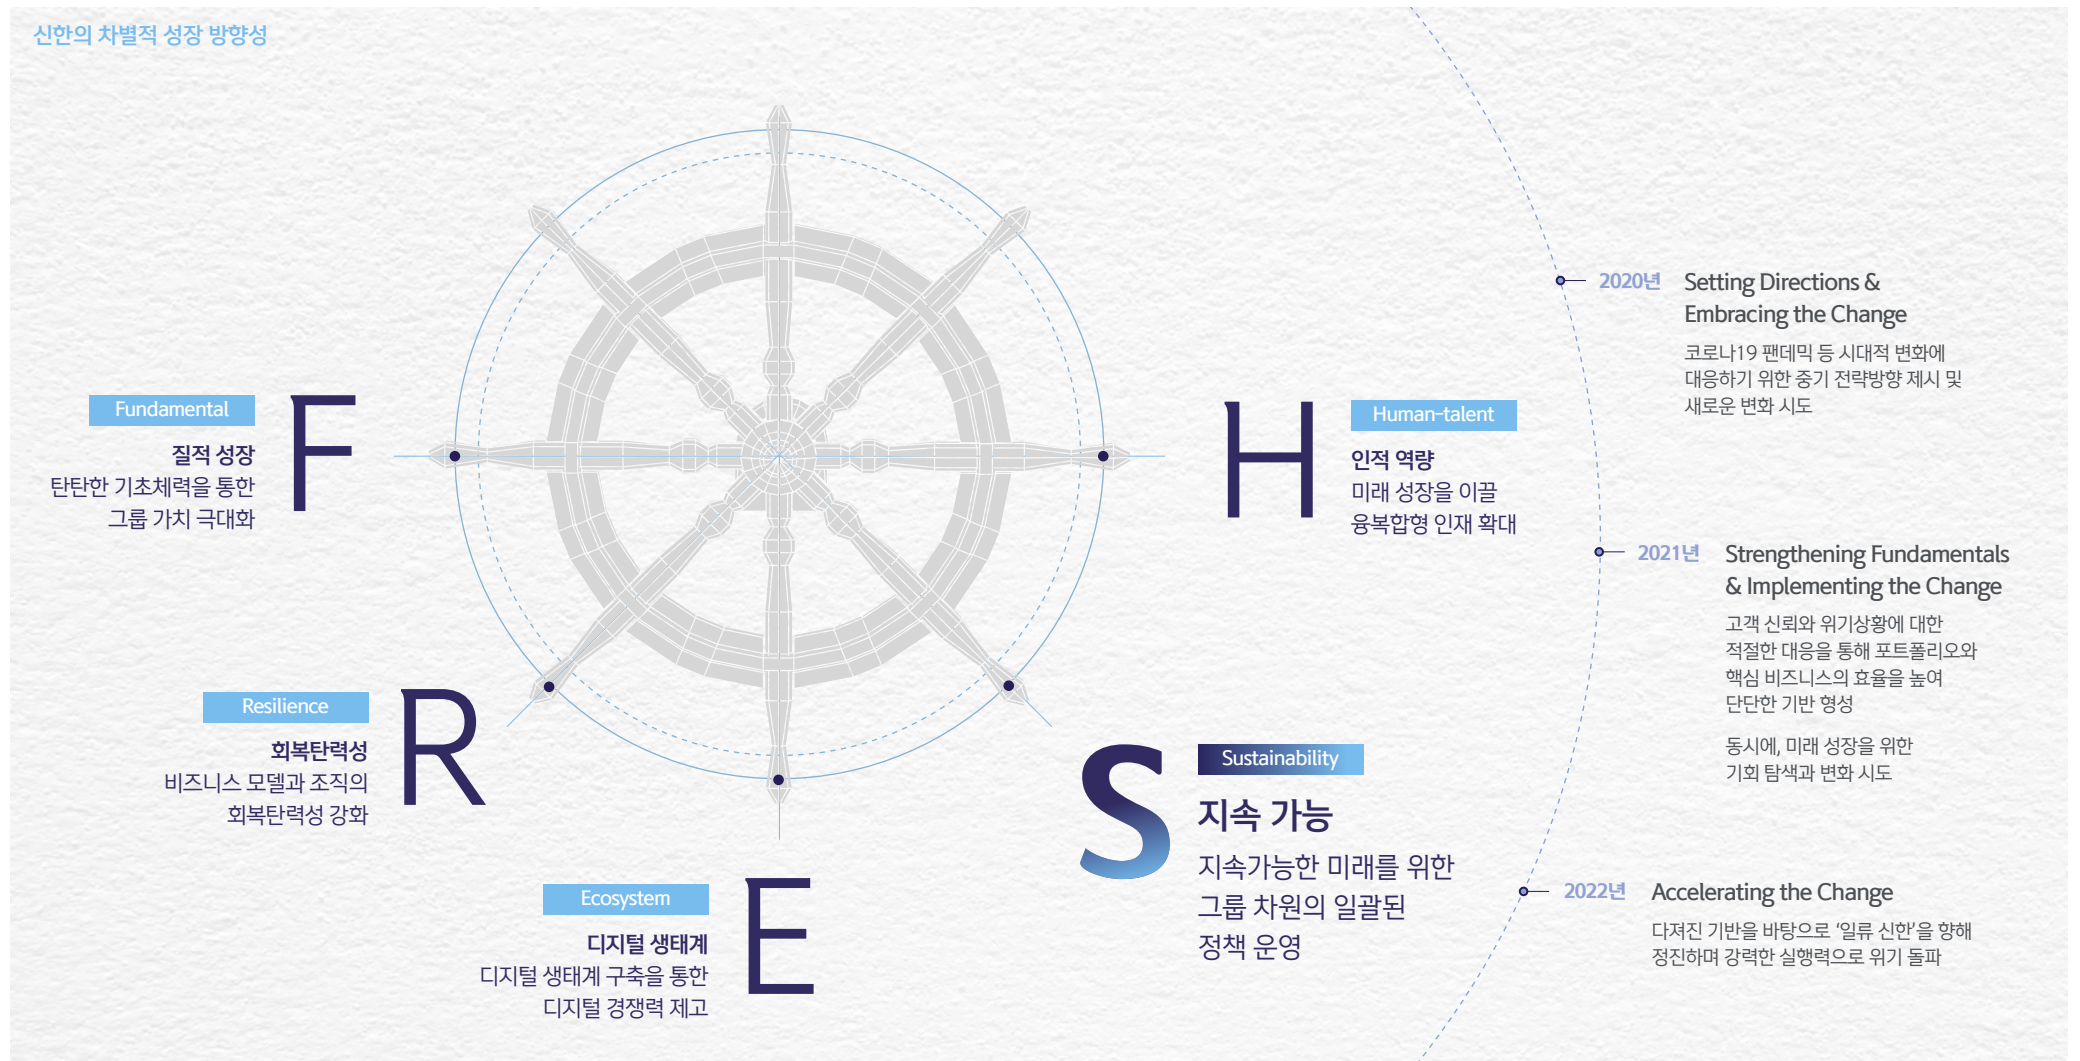 신한의 차별적 성장 방향성
F
Fundamental
질적 성장
탄탄한 기초체력을 통한
그룹 가치 극대화
R
Resilience
회복탄력성
비즈니스 모델과 조직의
회복탄력성 강화
E
Ecosystem
디지털 생태계
디지털 생태계 구축을 통한
디지털 경쟁력 제고
S
Sustainability
지속 가능
지속가능한 미래를 위한
그룹 차원의 일괄된
정책 운영
H
Human-talent
인적 역량
미래 성장을 이끌
융복합형 인재 확대
2020년
Setting Directions &
Embracing the Change
코로나19 팬데믹 등 시대적 변화에
대응하기 위한 중기 전략방향 제시 및
새로운 변화 시도
2021년
Strengthening Fundamentals
& Implementing the Change
고객 신뢰와 위기상황에 대한
적절한 대응을 통해 포트폴리오와
핵심 비즈니스의 효율을 높여
단단한 기반 형성
동시에, 미래 성장을 위한
기회 탐색과 변화 시도
2022년
Accelerating the Change
다져진 기반을 바탕으로 ‘일류 신한’을 향해
정진하며 강력한 실행력으로 위기 돌파